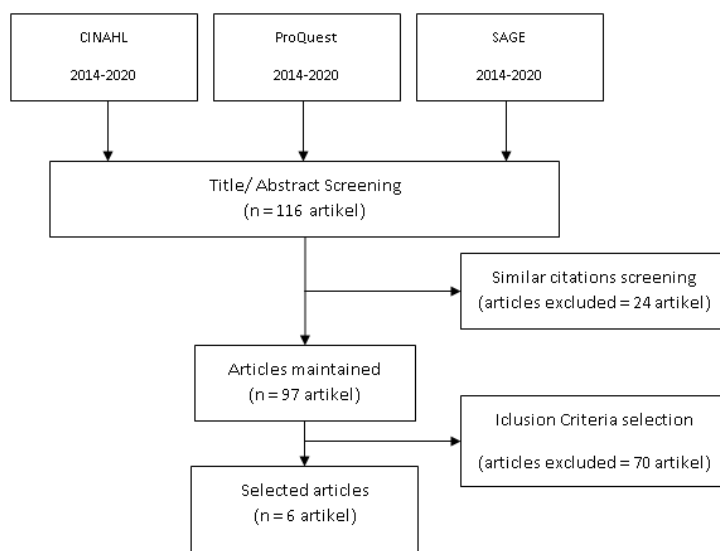 CINAHL
2014-2020
ProQuest
2014-2020
SAGE
2014-2020
Title/ Abstract Screening
(n = 116 artikel)
Similar citations screening
(articles excluded = 24 artikel)
Articles maintained
(n = 97 artikel)
Iclusion Criteria selection
(articles excluded = 70 artikel)
Selected articles
(n = 6 artikel)